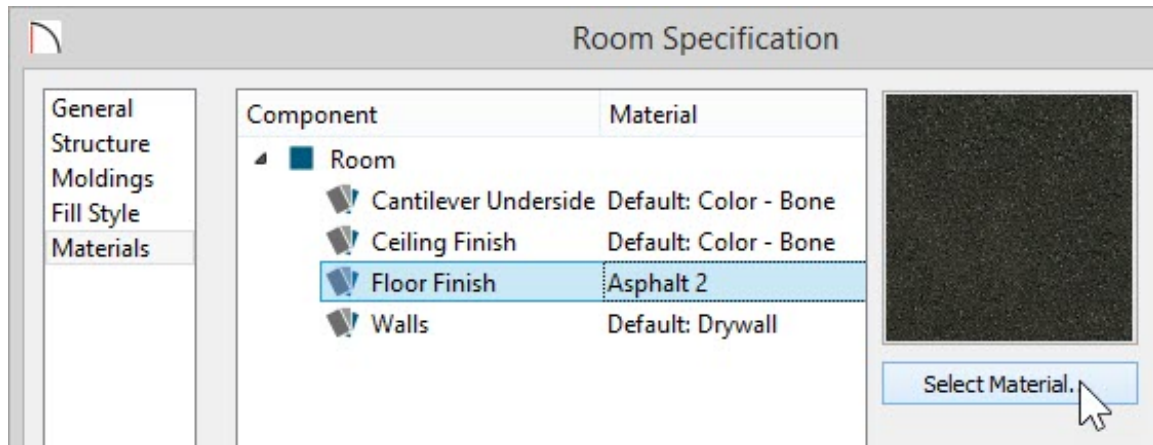 Room Specification
General
Structure
Moldings
Fill Style
Materials
Component Material
Room
Cantilever Underside Default: Color - Bone
Ceiling Finish Default: Color - Bone
Floor Finish Asphalt 2
Walls Default: Drywall
Select Material.